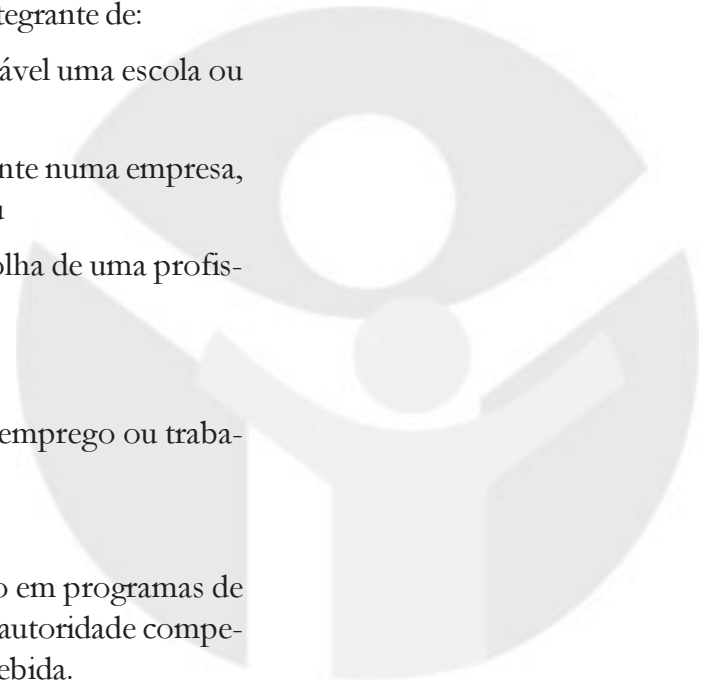 tegrante de:
ável uma escola ou
nte numa empresa,
olha de uma profis-
emprego ou traba-
o em programas de
autoridade compe-
ebida.